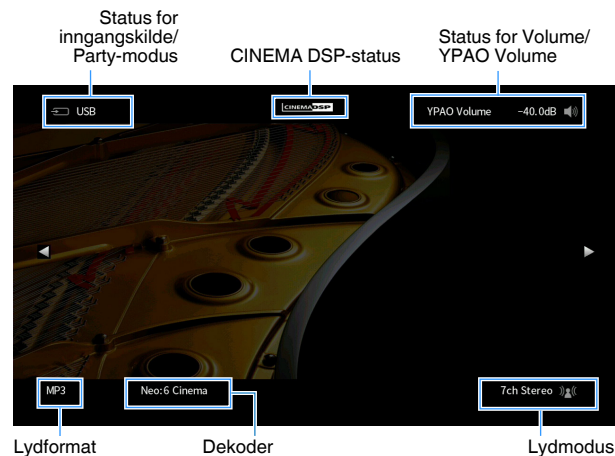 Status for
inngangskilde/
Party-modus
CINEMA DSP-status
Status for Volume/
YPAO Volume
USB
CINEMA DSP
YPAO Volume -40.0dB
MP3
Neo:6 Cinema
7ch Stereo
Lydformat
Dekoder
Lydmodus